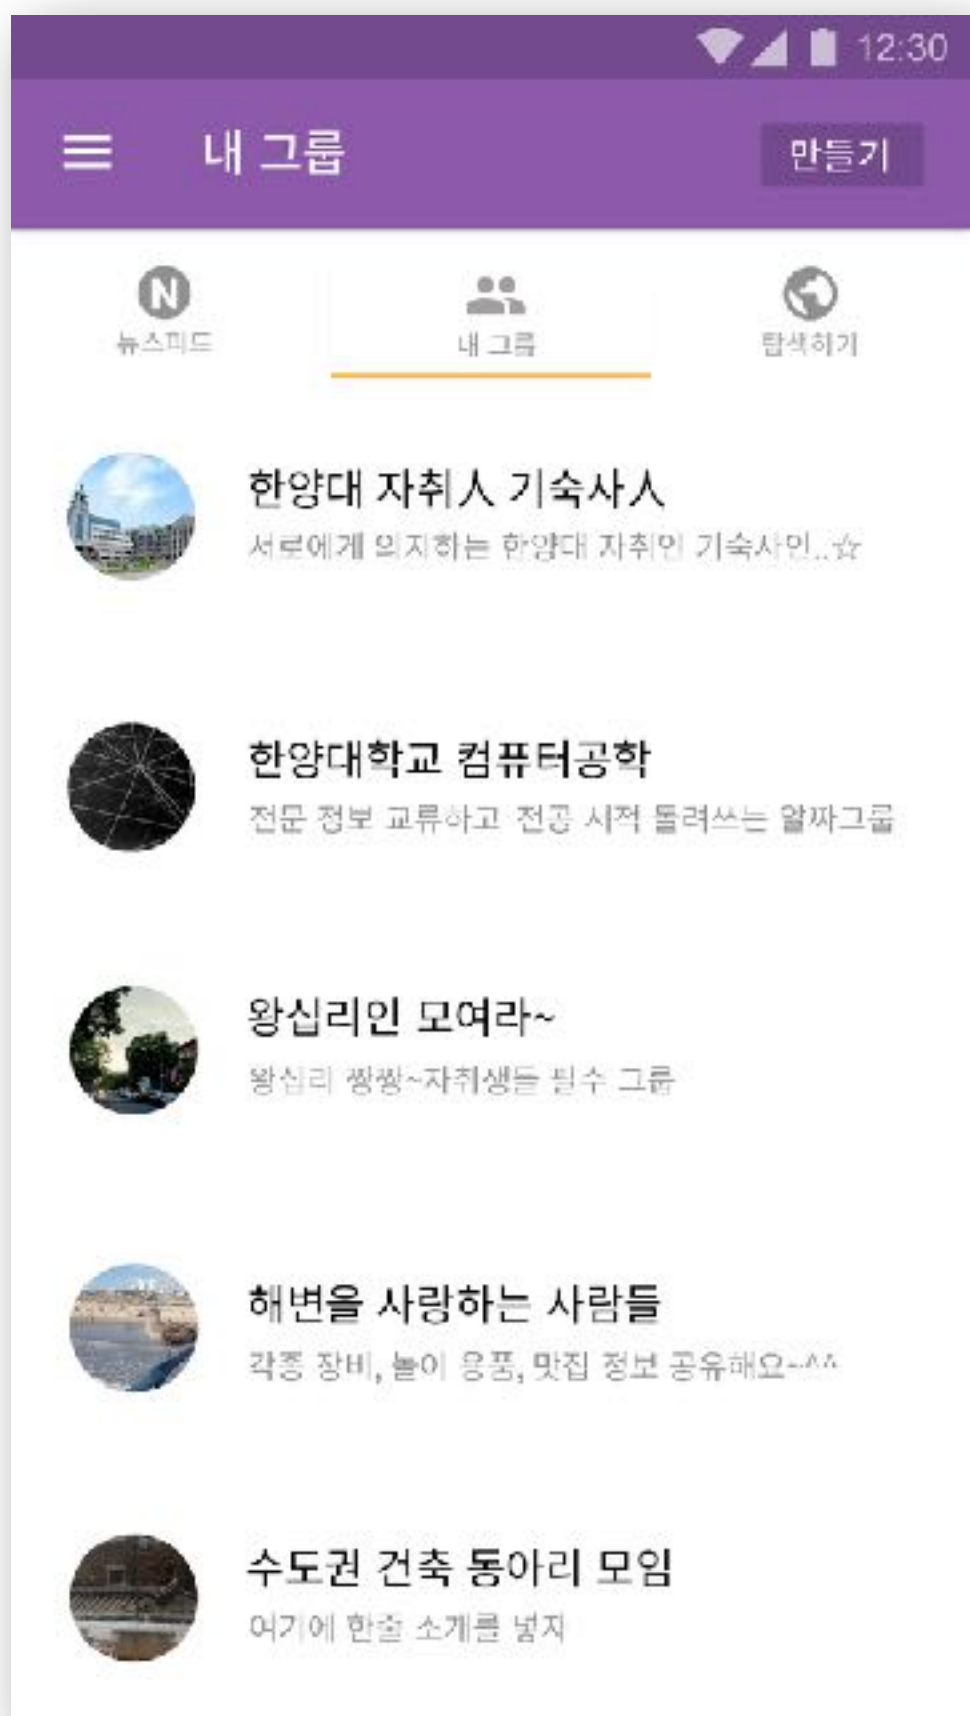 12:30
내 그룹
만들기
N
뉴스피드
내 그룹
탐색하기
한양대 자취人 기숙사人
서로에게 의지하는 한양대 자취인 기숙사인..☆
한양대학교 컴퓨터공학
전문 정보 교류하고 전공 서적 돌려쓰는 알짜그룹
왕십리인 모여라~
왕십리 짱짱~자취생들 필수 그룹
해변을 사랑하는 사람들
각종 장비, 놀이 용품, 맛집 정보 공유해요~^^
수도권 건축 동아리 모임
여기에 한줄 소개를 넣자